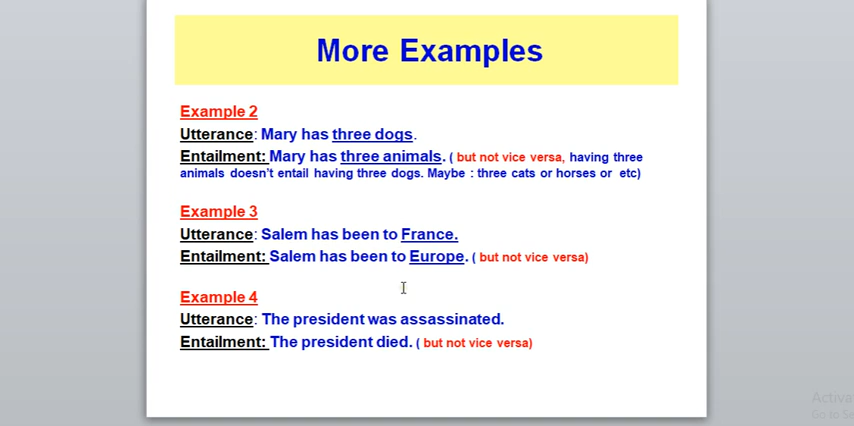 More Examples
Example 2
Utterance: Mary has three dogs.
Entailment: Mary has three animals. ( but not vice versa, having three
animals doesn't entail having three dogs. Maybe : three cats or horses or etc)
Example 3
Utterance: Salem has been to France.
Entailment: Salem has been to Europe. ( but not vice versa)
Example 4
Utterance: The president was assassinated.
Entailment: The president died. ( but not vice versa)
Go to